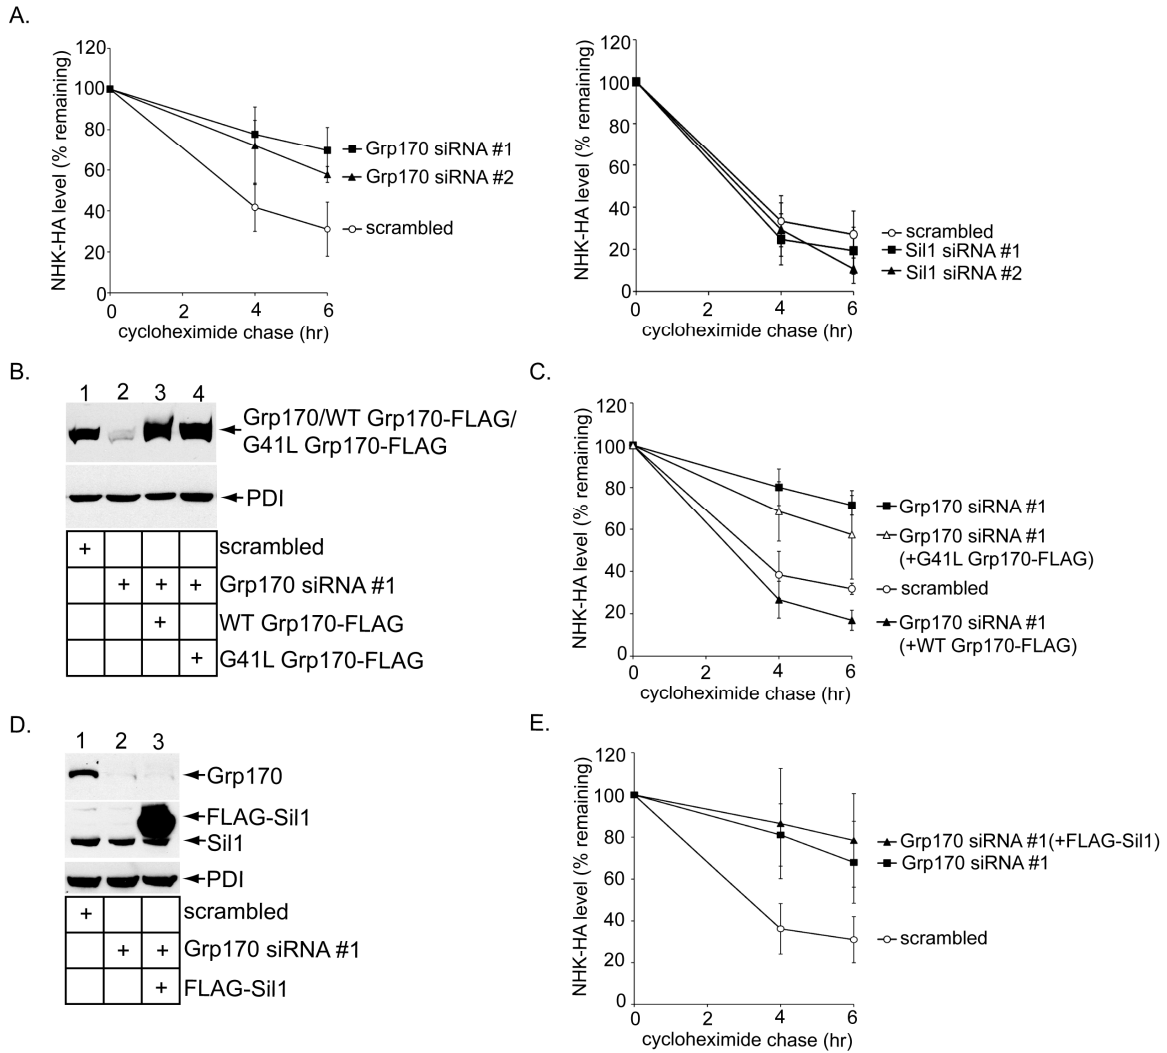 A.
120
100
80
60
40
20
0
NHK-HA level (% remaining)
0 2 4 6
cycloheximide chase (hr)
Grp170 siRNA #1
Grp170 siRNA #2
scrambled
120
100
80
60
40
20
0
NHK-HA level (% remaining)
0 2 4 6
cycloheximide chase (hr)
scrambled
Sil1 siRNA #1
Sil1 siRNA #2
B.
1 2 3 4
Grp170/WT Grp170-FLAG/
G41L Grp170-FLAG
PDI
+ scrambled
+ + + Grp170 siRNA #1
+ WT Grp170-FLAG
+ G41L Grp170-FLAG
C.
120
100
80
60
40
20
0
NHK-HA level (% remaining)
0 2 4 6
cycloheximide chase (hr)
Grp170 siRNA #1
Grp170 siRNA #1
(+G41L Grp170-FLAG)
scrambled
Grp170 siRNA #1
(+WT Grp170-FLAG)
D.
1 2 3
Grp170
FLAG-Sil1
Sil1
PDI
+ scrambled
+ + Grp170 siRNA #1
+ FLAG-Sil1
E.
120
100
80
60
40
20
0
NHK-HA level (% remaining)
0 2 4 6
cycloheximide chase (hr)
Grp170 siRNA #1(+FLAG-Sil1)
Grp170 siRNA #1
scrambled